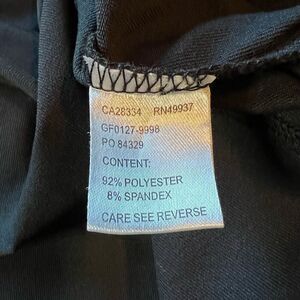 CA28334 RN49937
GF0127-9998
PO 84329
CONTENT:
92% POLYESTER
8% SPANDEX
CARE SEE REVERSE